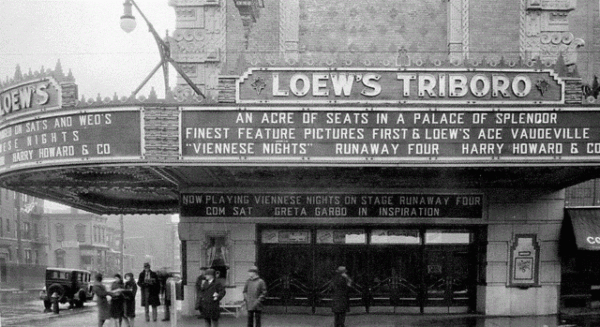 LOEW'S
LOEW'S TRIBORO
ON SAT'S AND WED'S
NIGHTS
HARRY HOWARD & CO
AN ACRE OF SEATS IN A PALACE OF SPLENDOR
FINEST FEATURE PICTURES FIRST & LOEW'S ACE VAUDEVILLE
"VIENNESE NIGHTS" RUNAWAY FOUR HARRY HOWARD & CO
NOW PLAYING VIENNESE NIGHTS ON STAGE RUNAWAY FOUR
COM SAT GRETA GARBO IN INSPIRATION